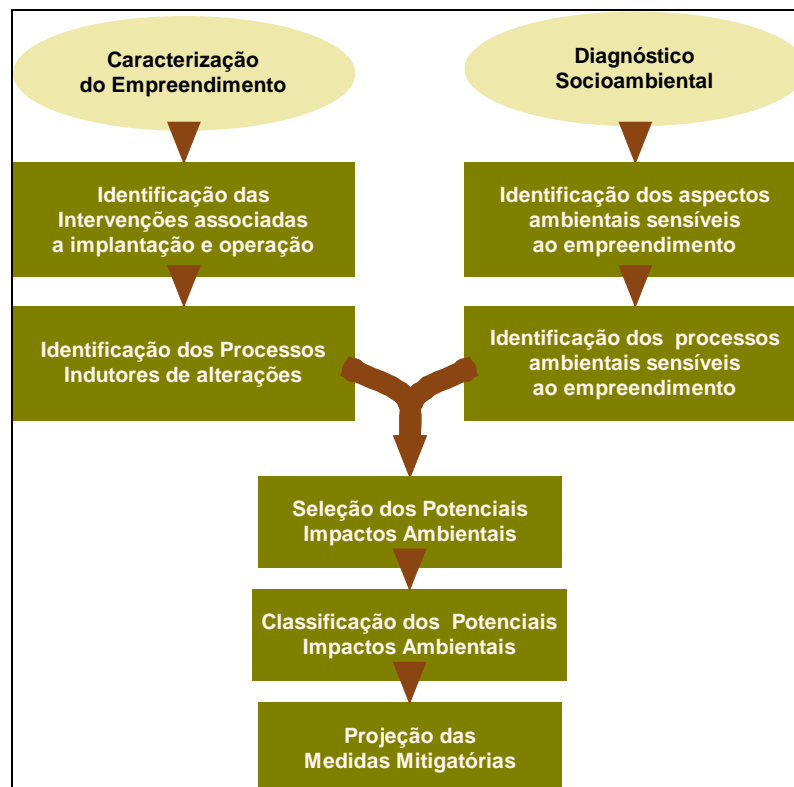 Caracterização
do Empreendimento
Diagnóstico
Socioambiental
Identificação das
Intervenções associadas
a implantação e operação
Identificação dos aspectos
ambientais sensíveis
ao empreendimento
Identificação dos Processos
Indutores de alterações
Identificação dos processos
ambientais sensíveis
ao empreendimento
Seleção dos Potenciais
Impactos Ambientais
Classificação dos Potenciais
Impactos Ambientais
Projeção das
Medidas Mitigatórias